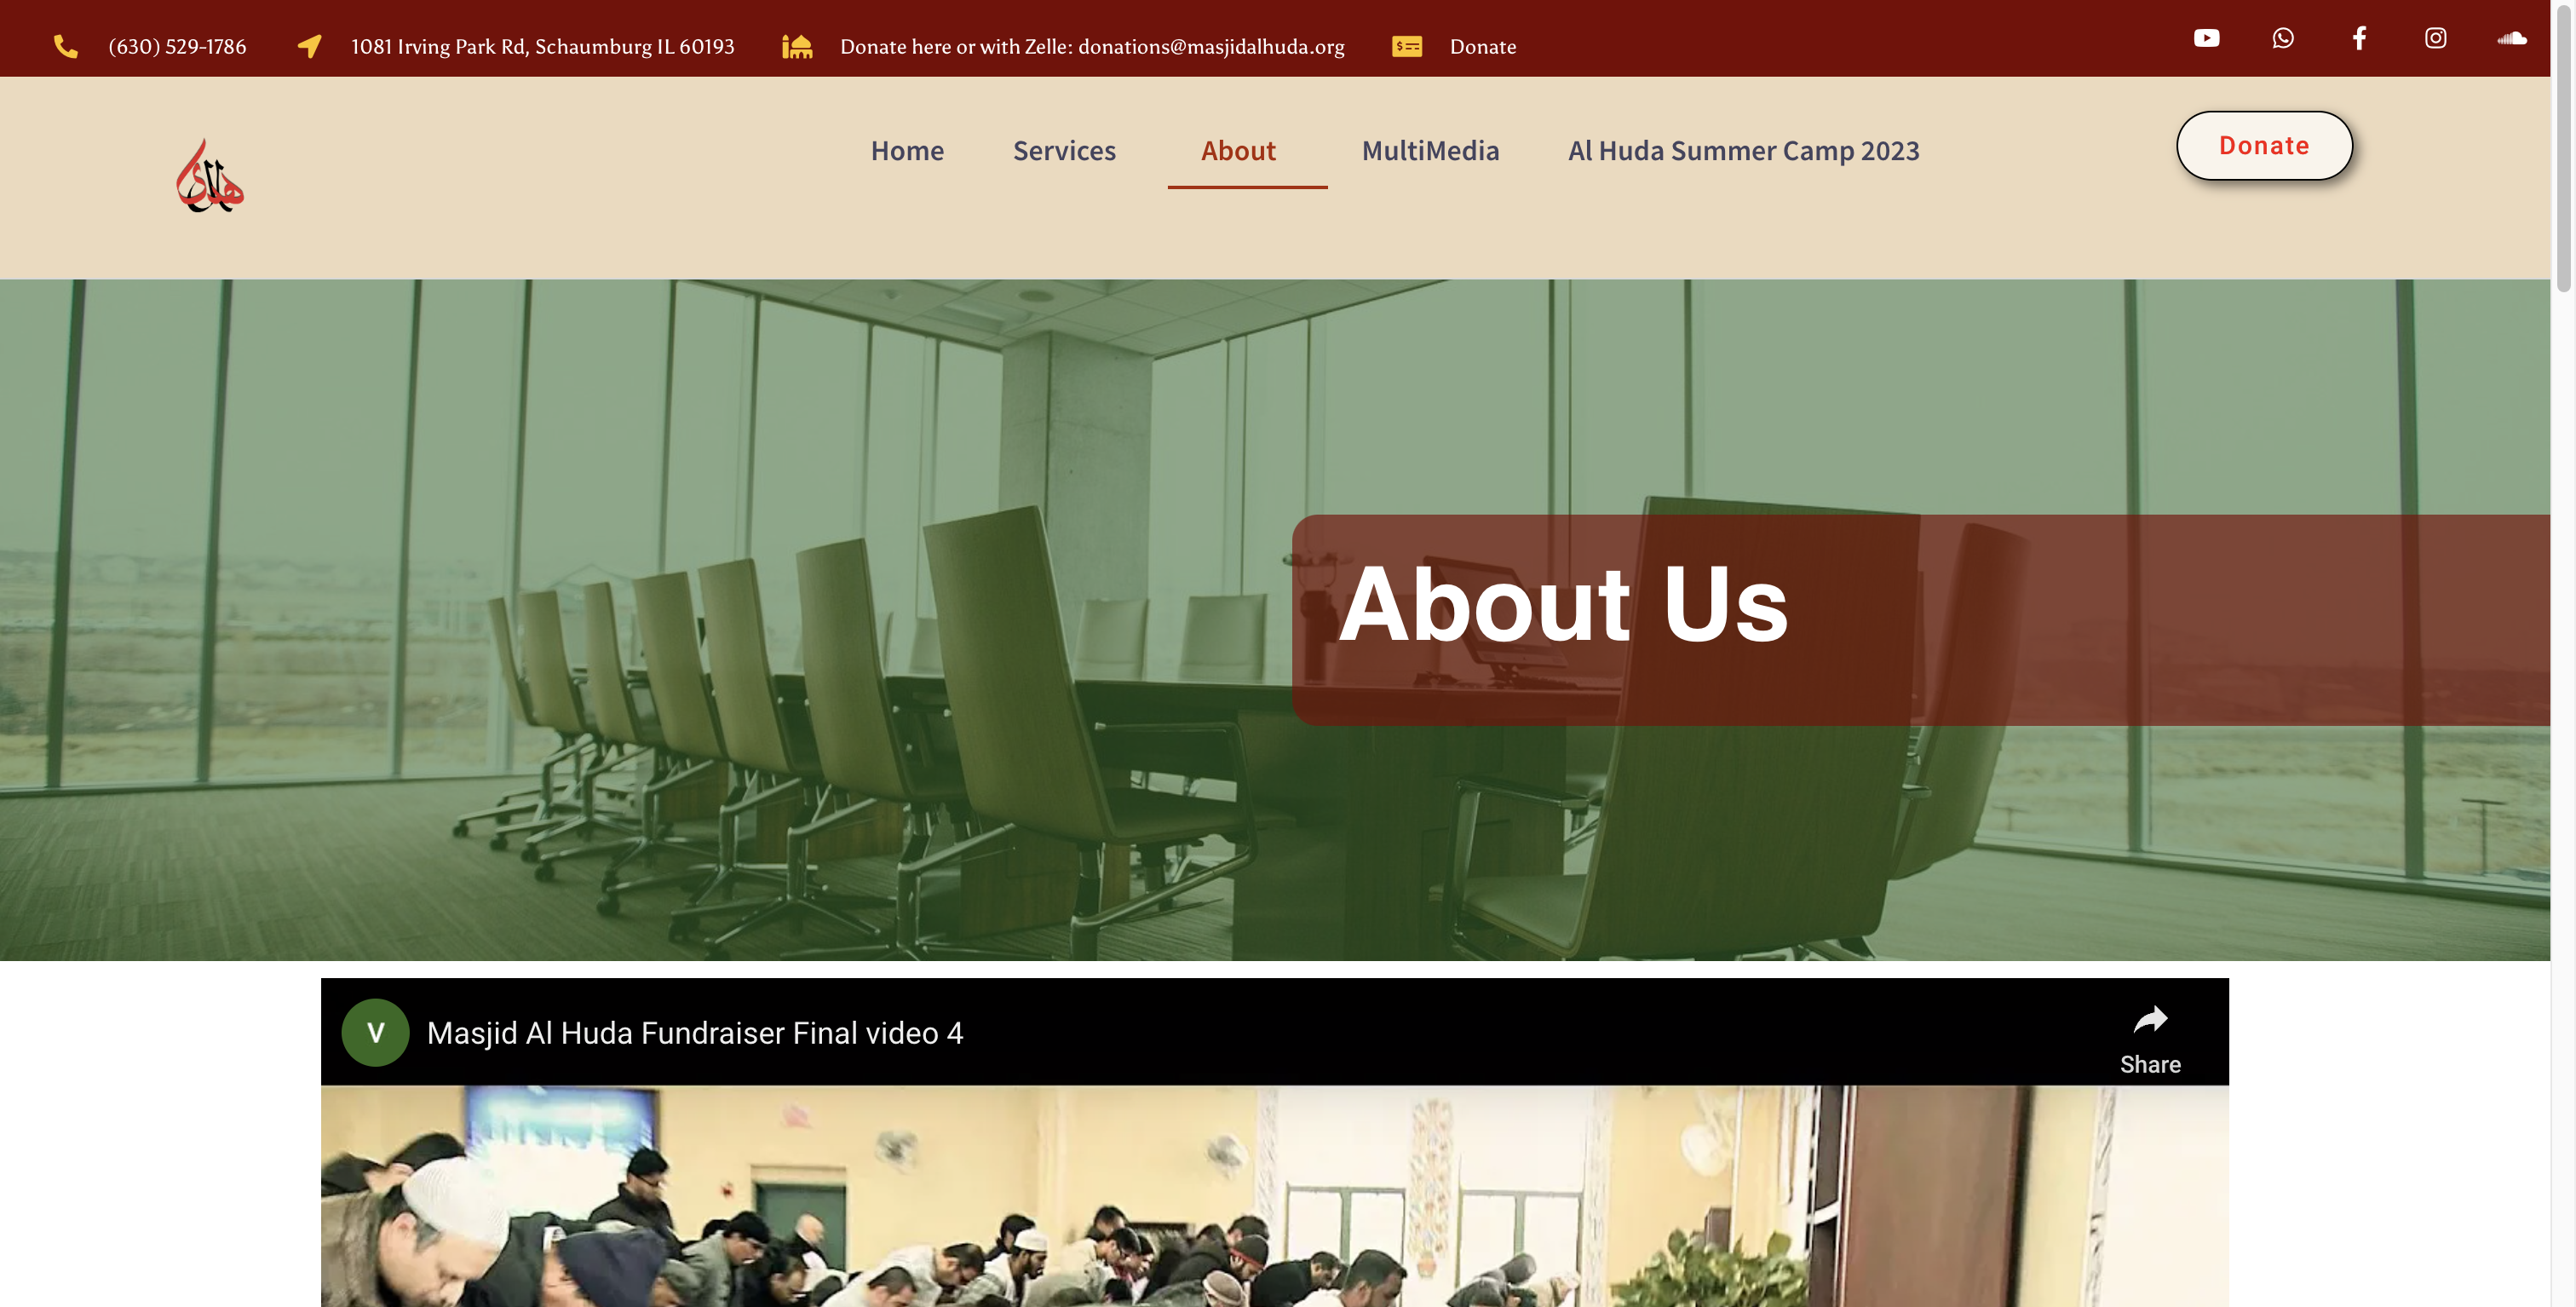 (630) 529-1786
1081 Irving Park Rd, Schaumburg IL 60193
Donate here or with Zelle: donations@masjidalhuda.org
Donate
الهدى
Home
Services
About
MultiMedia
Al Huda Summer Camp 2023
Donate
About Us
V
Masjid Al Huda Fundraiser Final video 4
Share